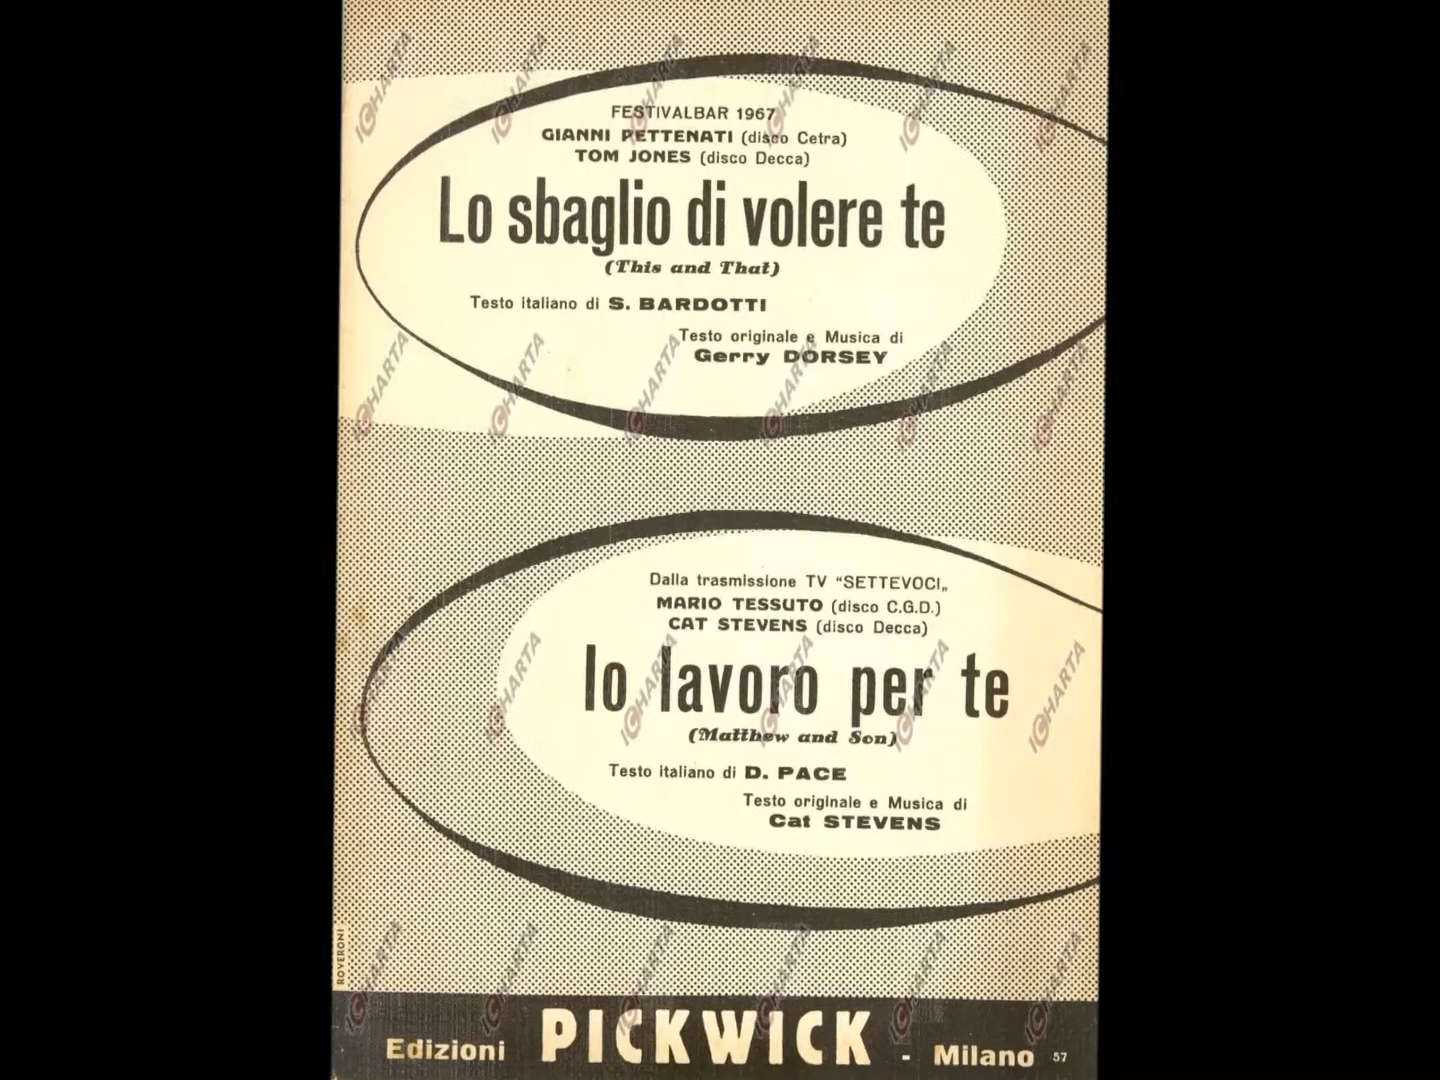 FESTIVALBAR 1967
GIANNI PETTENATI (disco Cetra)
TOM JONES (disco Decca)
Lo sbaglio di volere te
(This and That)
Testo italiano di S. BARDOTTI
Testo originale e Musica di
Gerry DORSEY
Dalla trasmissione TV “SETTEVOCI„
MARIO TESSUTO (disco C.G.D.)
CAT STEVENS (disco Decca)
Io lavoro per te
(Matthew and Son)
Testo italiano di D. PACE
Testo originale e Musica di
Cat STEVENS
ROVERONI
Edizioni PICKWICK - Milano 57
ICHARTA